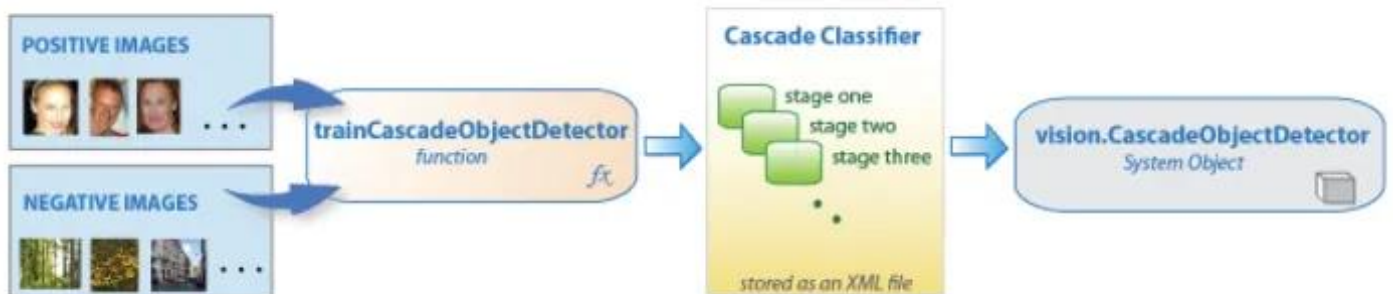 POSITIVE IMAGES
...
NEGATIVE IMAGES
...
trainCascadeObjectDetector
function
fx
Cascade Classifier
stage one
stage two
stage three
stored as an XML file
vision.CascadeObjectDetector
System Object